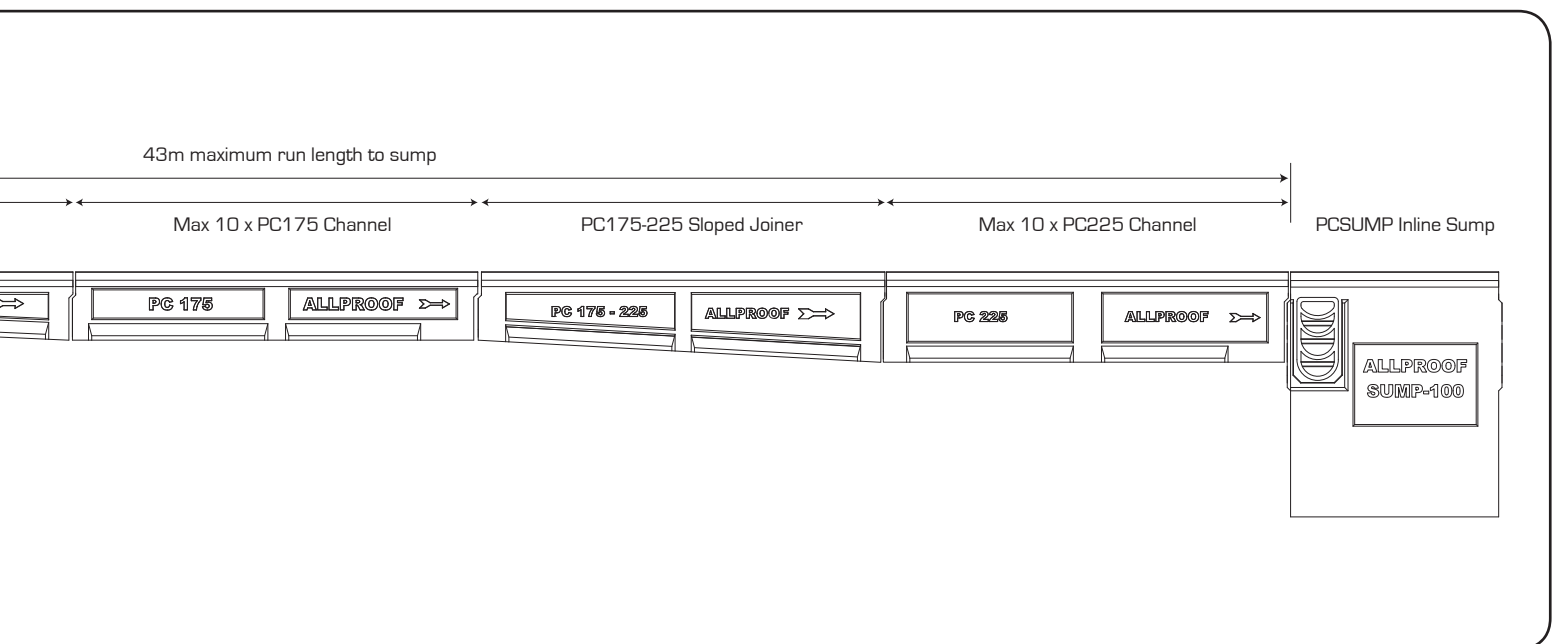 43m maximum run length to sump
Max 10 x PC175 Channel
PC175-225 Sloped Joiner
Max 10 x PC225 Channel
PCSUMP Inline Sump
PC 175
ALLPROOF
PC 175 - 225
ALLPROOF
PC 225
ALLPROOF
ALLPROOF
SUMP-100